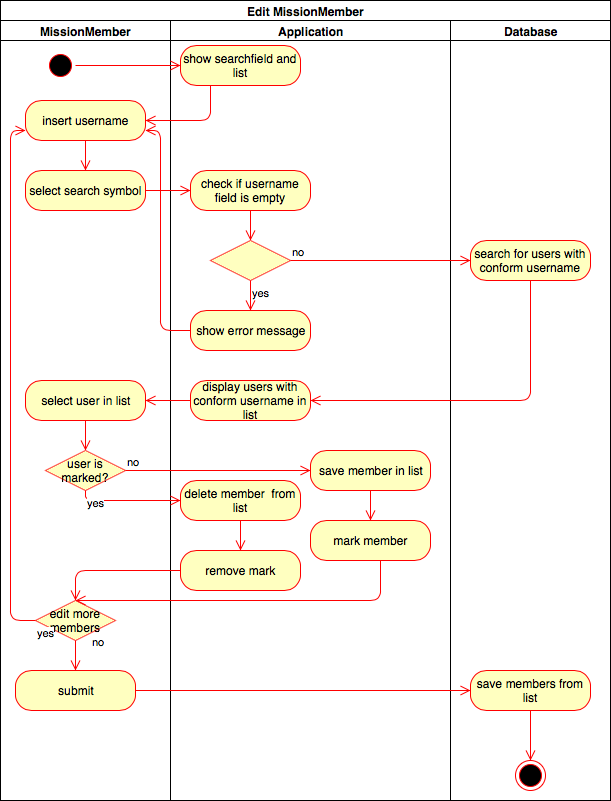 Edit MissionMember
MissionMember
Application
Database
show searchfield and
list
insert username
select search symbol
check if username
field is empty
no
search for users with
conform username
yes
show error message
select user in list
display users with
conform username in
list
user is
marked?
no
save member in list
yes
delete member from
list
mark member
remove mark
edit more
members
yes
no
submit
save members from
list